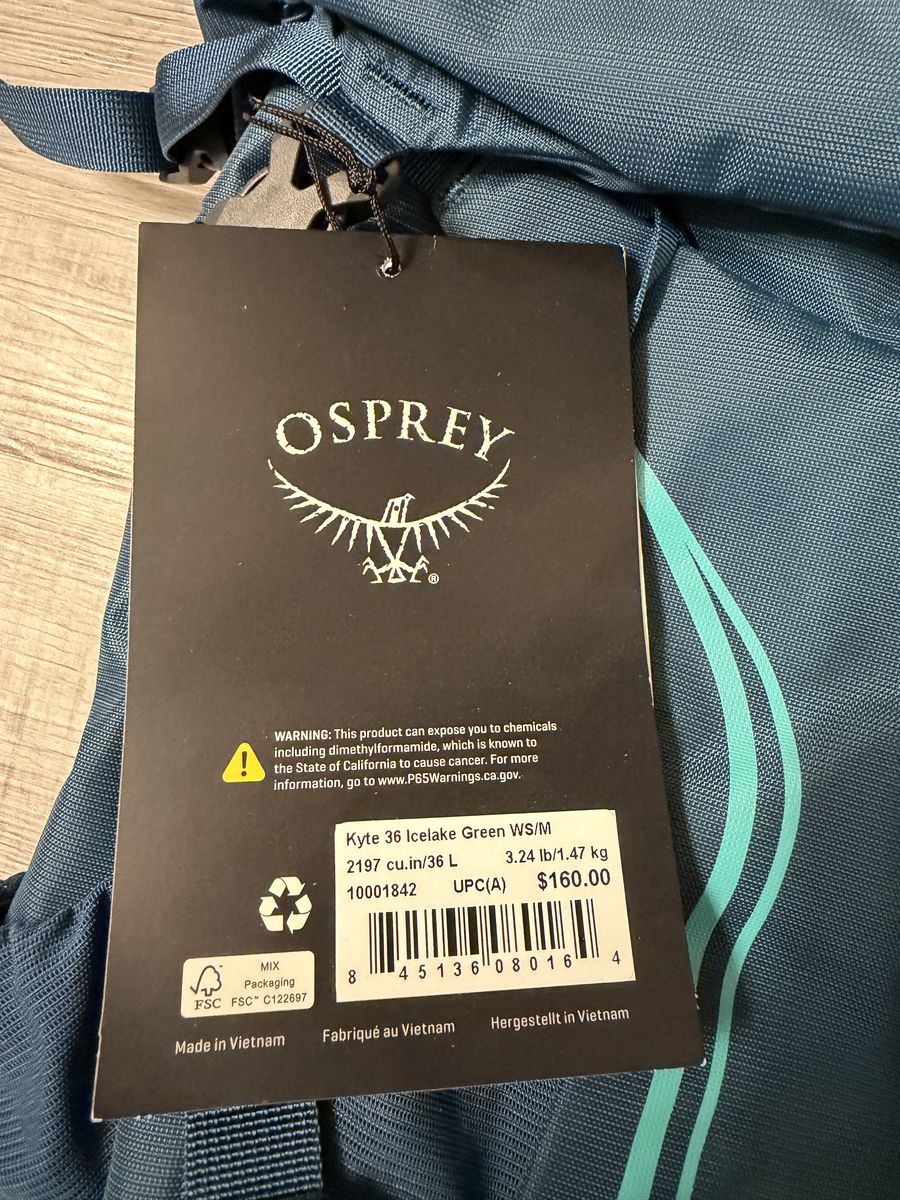 OSPREY
®
WARNING: This product can expose you to chemicals
including dimethylformamide, which is known to
the State of California to cause cancer. For more
information, go to www.P65Warnings.ca.gov.
Kyte 36 Icelake Green WS/M
2197 cu.in/36 L 3.24 lb/1.47 kg
10001842 UPC(A) $160.00
8 45136 08016 4
MIX
Packaging
FSC FSC™ C122697
Made in Vietnam Fabriqué au Vietnam Hergestellt in Vietnam